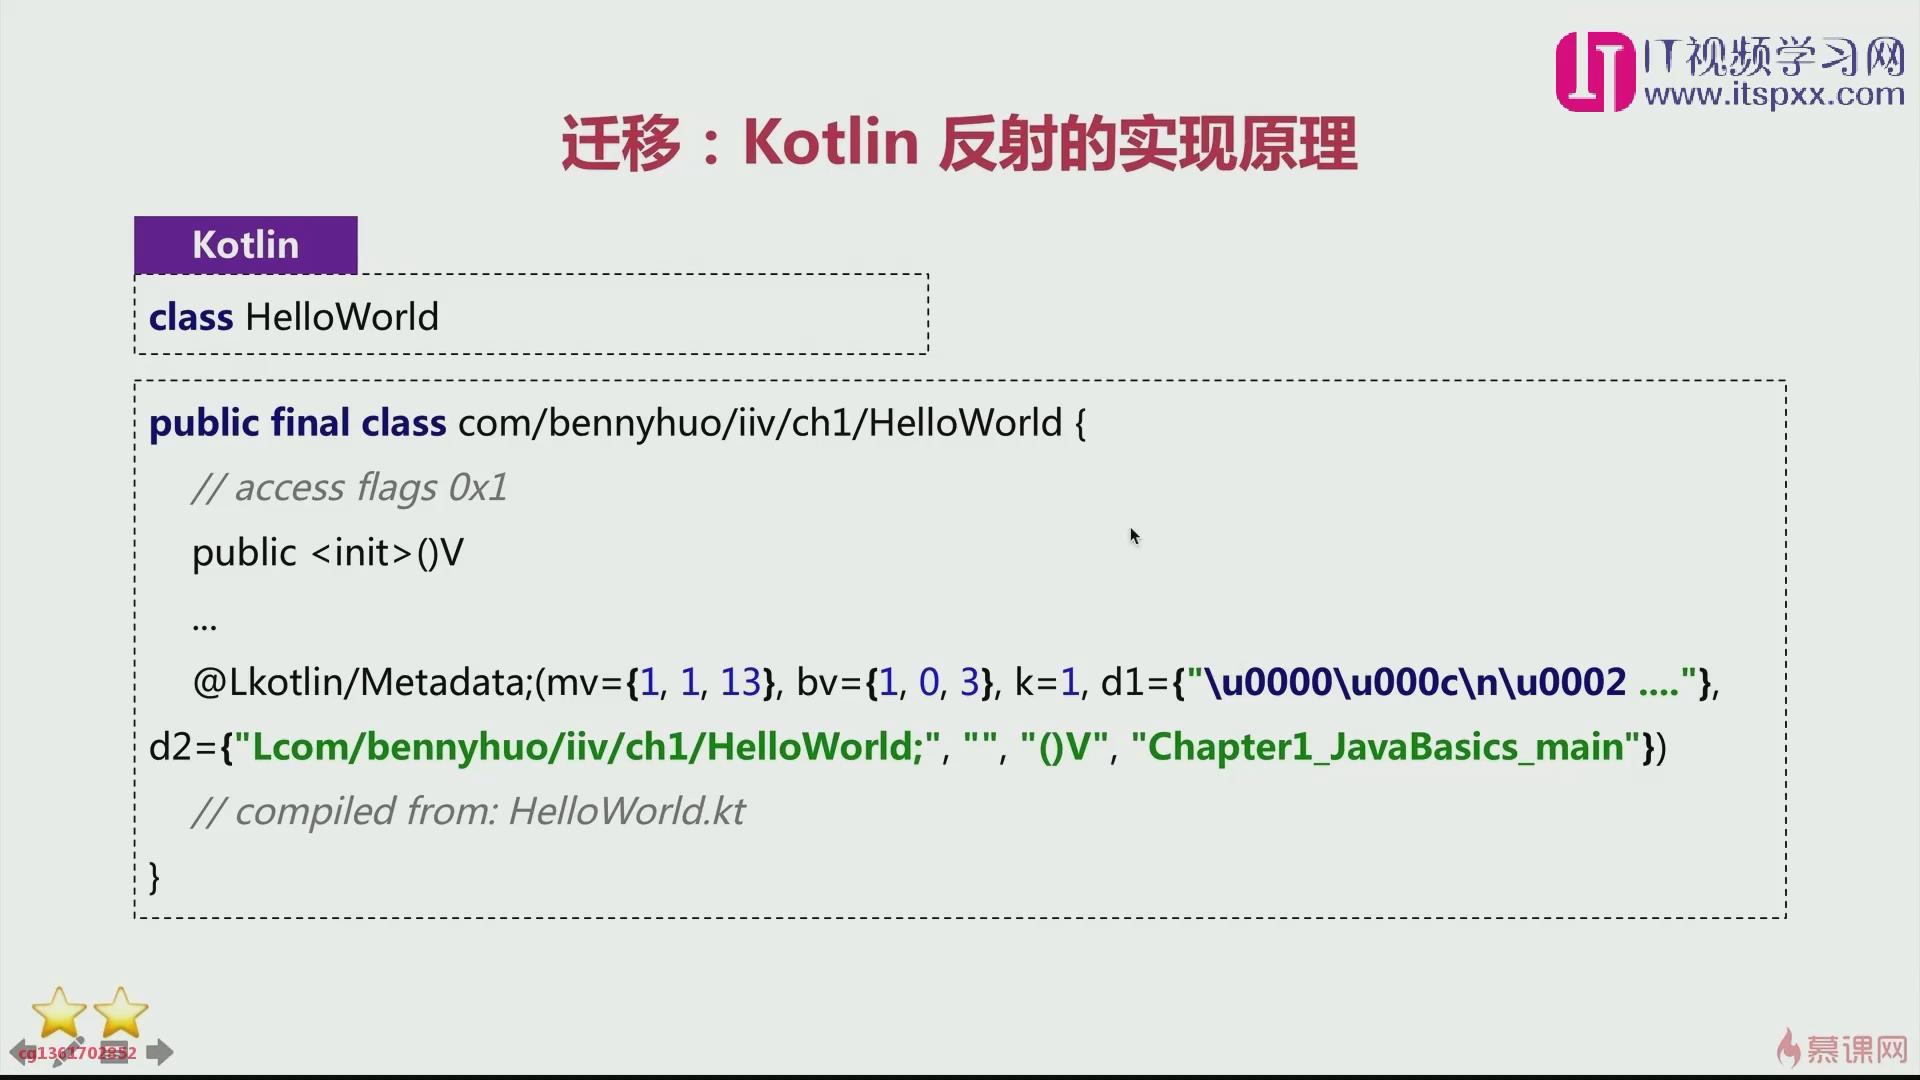 IT视频学习网
www.itspxx.com
迁移：Kotlin 反射的实现原理
Kotlin
class HelloWorld
public final class com/bennyhuo/iiv/ch1/HelloWorld {
// access flags 0x1
public <init>()V
...
@Lkotlin/Metadata;(mv={1, 1, 13}, bv={1, 0, 3}, k=1, d1={"\u0000\u000c\n\u0002 ...."},
d2={"Lcom/bennyhuo/iiv/ch1/HelloWorld;", "", "()V", "Chapter1_JavaBasics_main"})
// compiled from: HelloWorld.kt
}
cg1361702852
慕课网